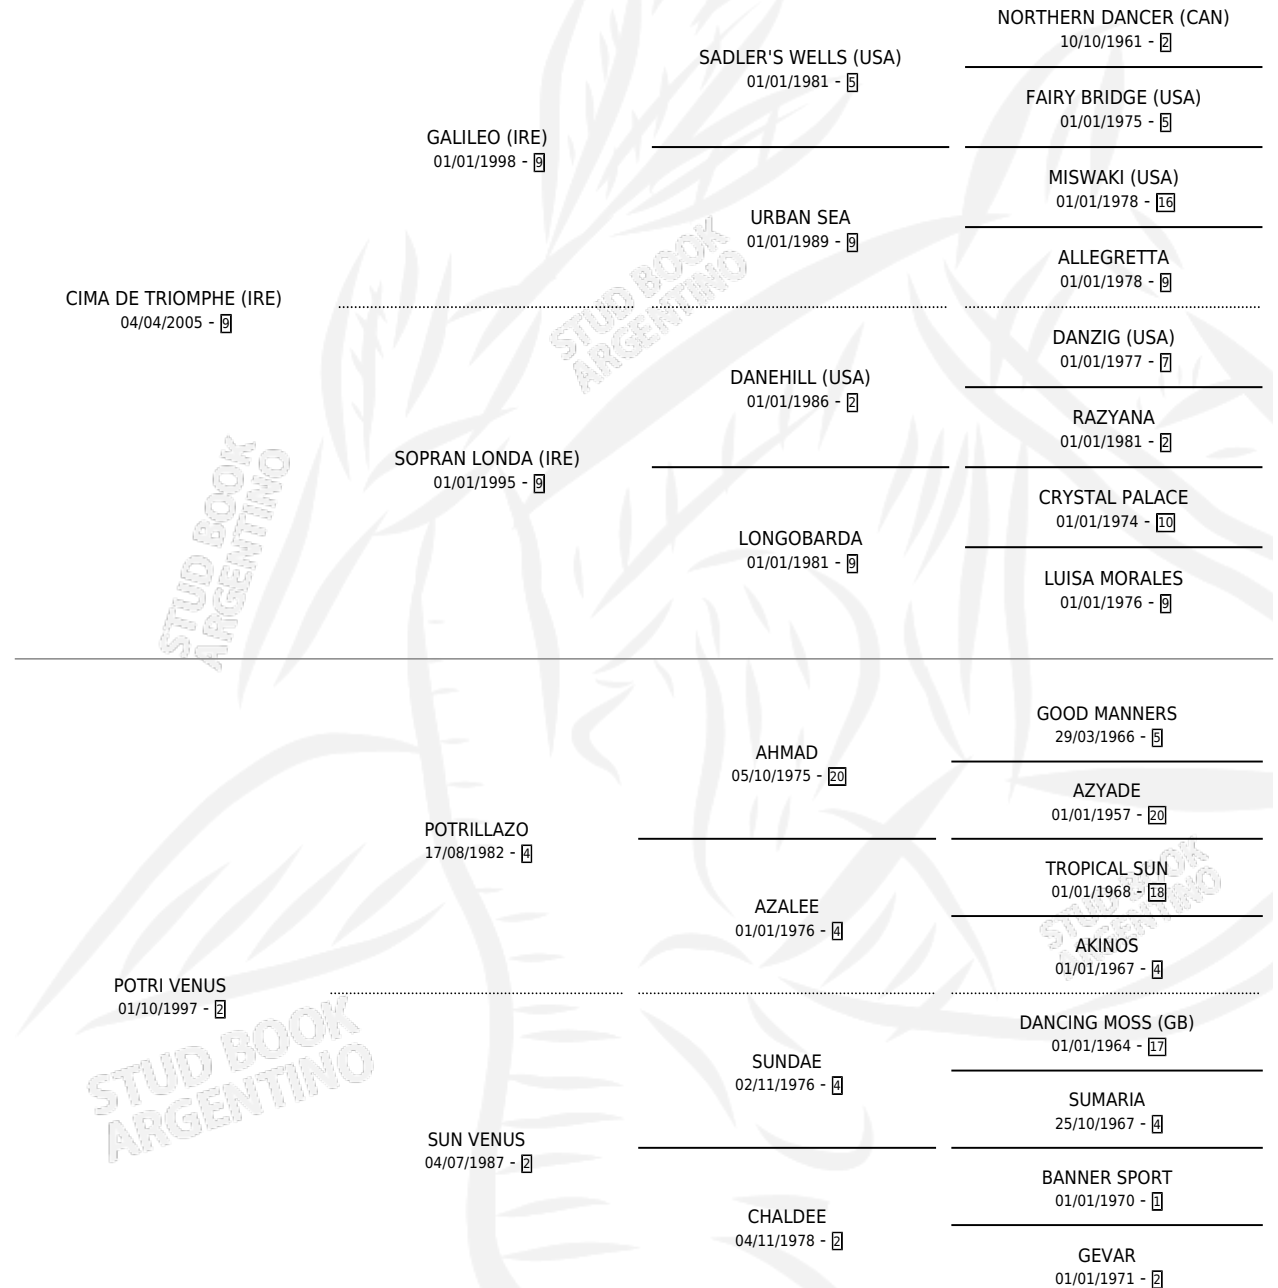 NORTHERN DANCER (CAN)
10/10/1961 - 2
SADLER'S WELLS (USA)
01/01/1981 - 5
FAIRY BRIDGE (USA)
01/01/1975 - 5
GALILEO (IRE)
01/01/1998 - 9
MISWAKI (USA)
01/01/1978 - 16
URBAN SEA
01/01/1989 - 9
ALLEGRETTA
01/01/1978 - 9
CIMA DE TRIOMPHE (IRE)
04/04/2005 - 9
DANZIG (USA)
01/01/1977 - 7
DANEHILL (USA)
01/01/1986 - 2
RAZYANA
01/01/1981 - 2
SOPRAN LONDA (IRE)
01/01/1995 - 9
CRYSTAL PALACE
01/01/1974 - 10
LONGOBARDA
01/01/1981 - 9
LUISA MORALES
01/01/1976 - 9
GOOD MANNERS
29/03/1966 - 5
AHMAD
05/10/1975 - 20
AZYADE
01/01/1957 - 20
POTRILLAZO
17/08/1982 - 4
TROPICAL SUN
01/01/1968 - 18
AZALEE
01/01/1976 - 4
AKINOS
01/01/1967 - 4
POTRI VENUS
01/10/1997 - 2
DANCING MOSS (GB)
01/01/1964 - 17
SUNDAE
02/11/1976 - 4
SUMARIA
25/10/1967 - 4
SUN VENUS
04/07/1987 - 2
BANNER SPORT
01/01/1970 - 1
CHALDEE
04/11/1978 - 2
GEVAR
01/01/1971 - 2
STUD BOOK
ARGENTINO
STUD BOOK
ARGENTINO
STUD BOOK
ARGENTINO
STUD BOOK
ARGENTINO